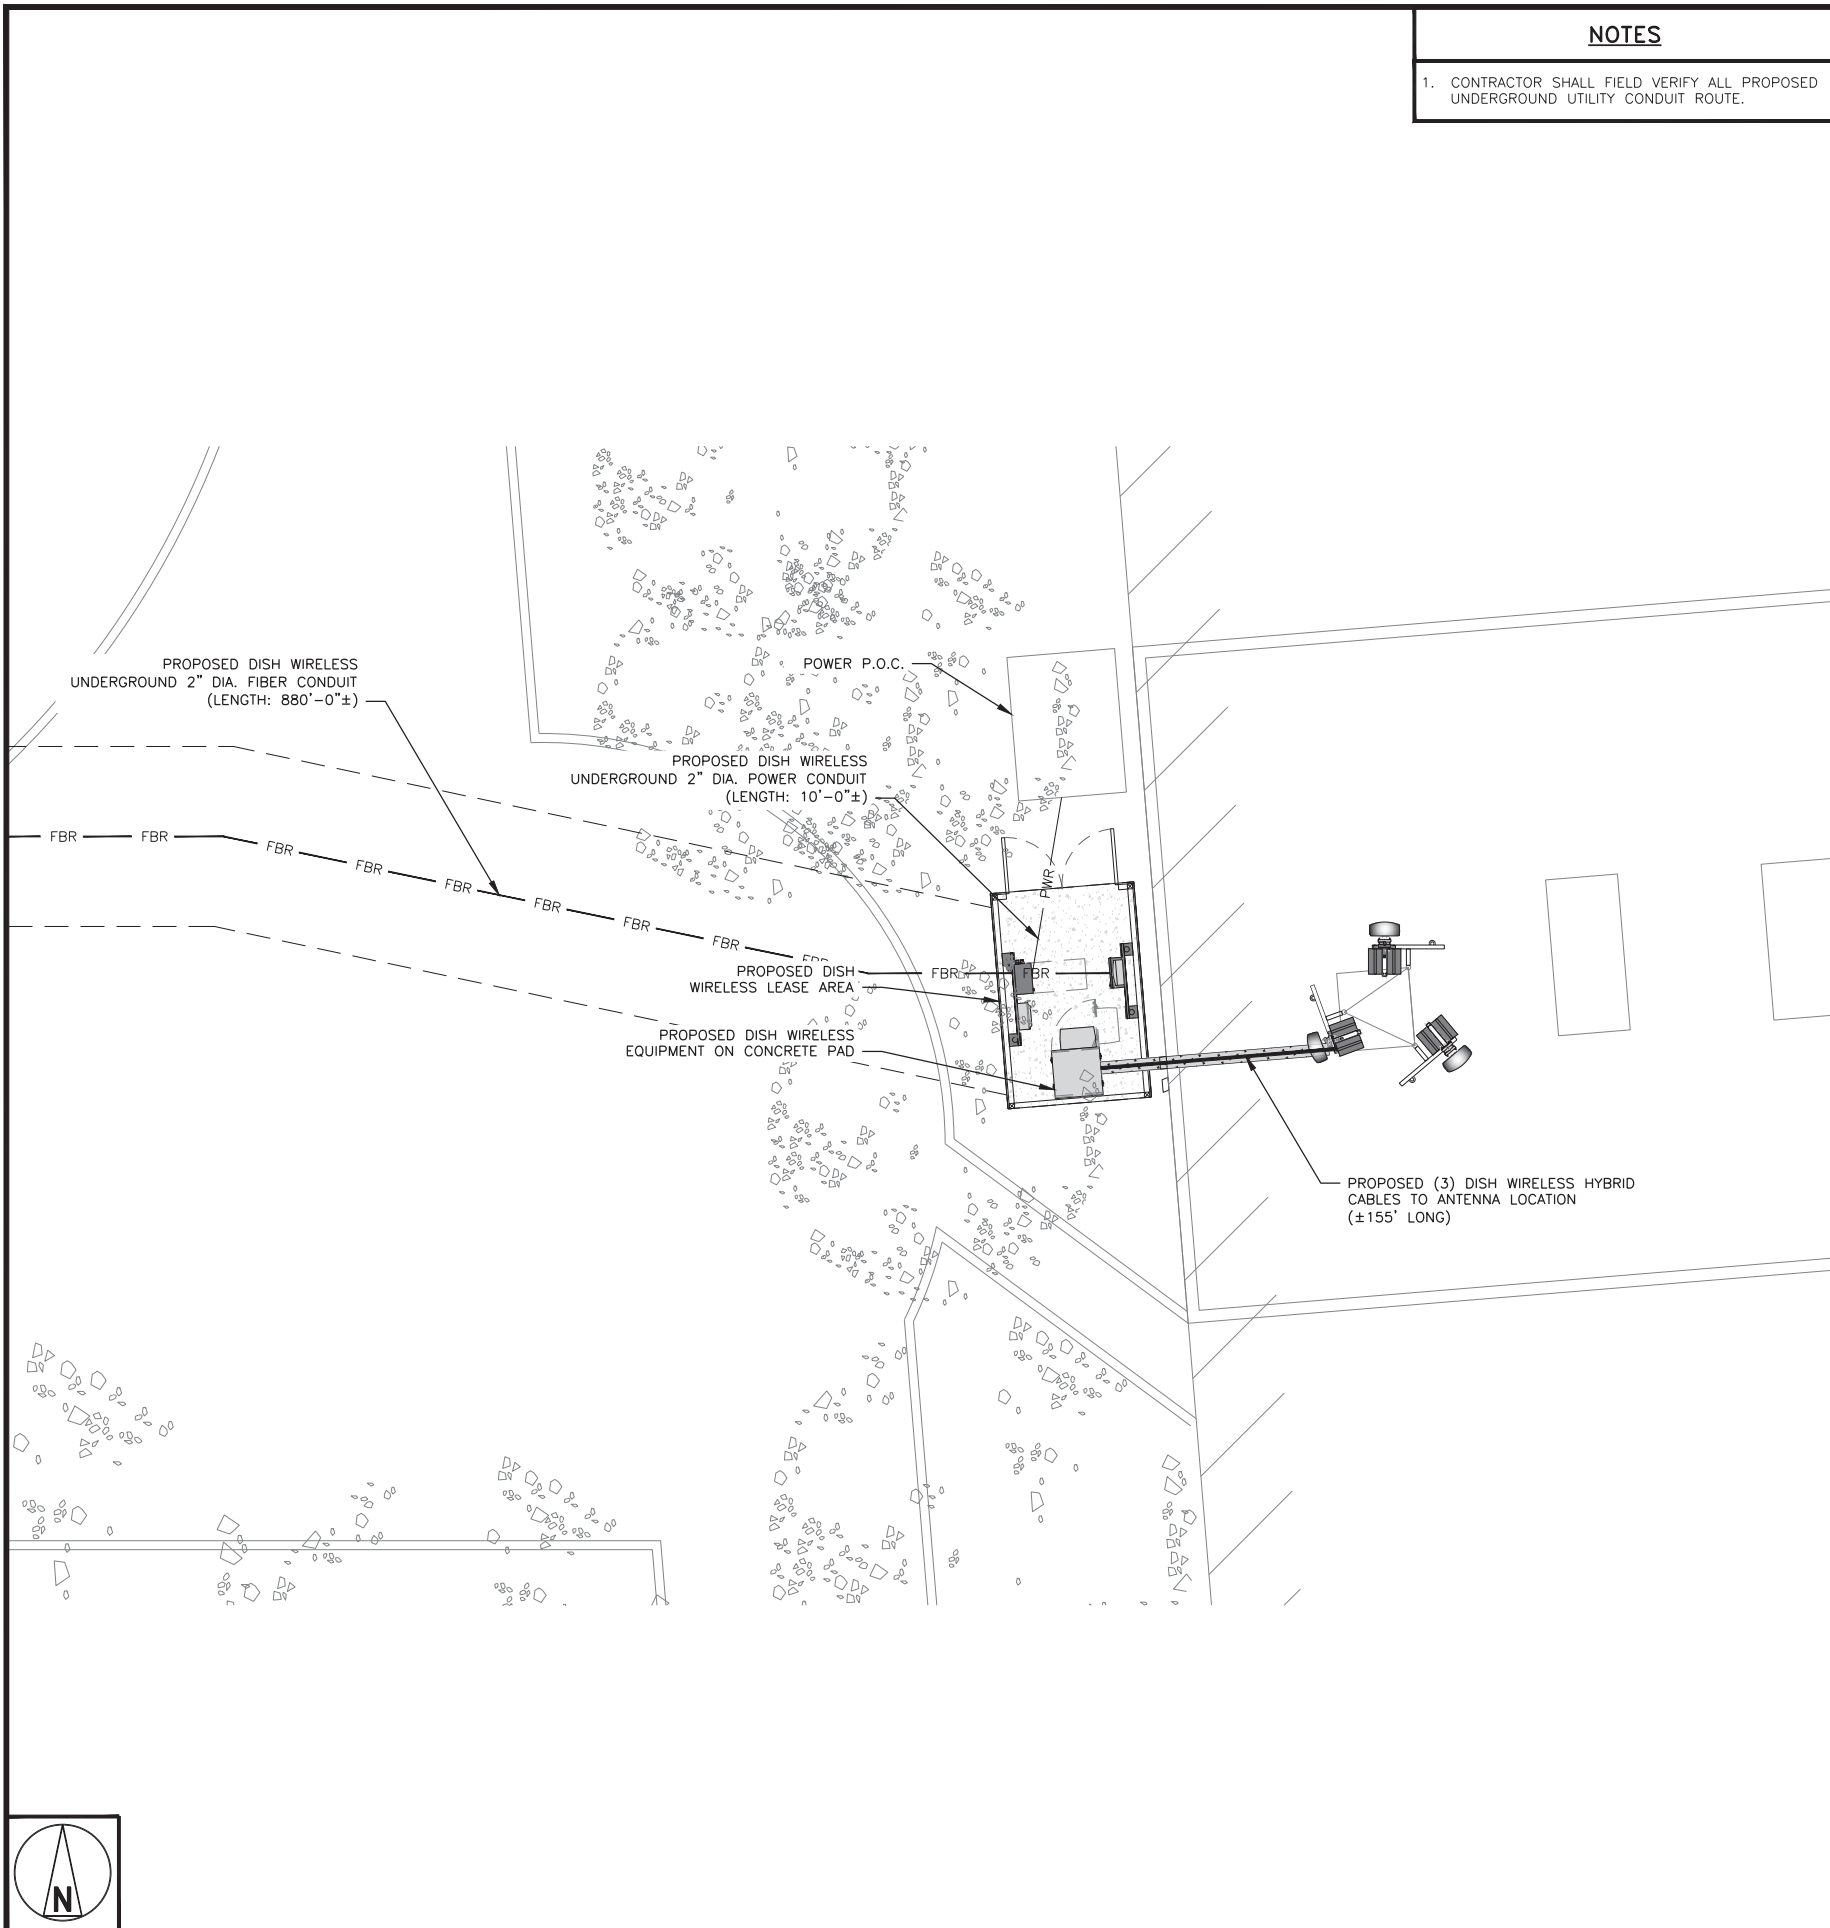 NOTES
1. CONTRACTOR SHALL FIELD VERIFY ALL PROPOSED
UNDERGROUND UTILITY CONDUIT ROUTE.
PROPOSED DISH WIRELESS
UNDERGROUND 2" DIA. FIBER CONDUIT
(LENGTH: 880'-0"±)
POWER P.O.C.
PROPOSED DISH WIRELESS
UNDERGROUND 2" DIA. POWER CONDUIT
(LENGTH: 10'-0"±)
FBR
FBR
FBR
FBR
FBR
FBR
FBR
FBR
FBR
PWR
PROPOSED DISH
WIRELESS LEASE AREA
FBR
FBR
PROPOSED DISH WIRELESS
EQUIPMENT ON CONCRETE PAD
PROPOSED (3) DISH WIRELESS HYBRID
CABLES TO ANTENNA LOCATION
(±155' LONG)
N